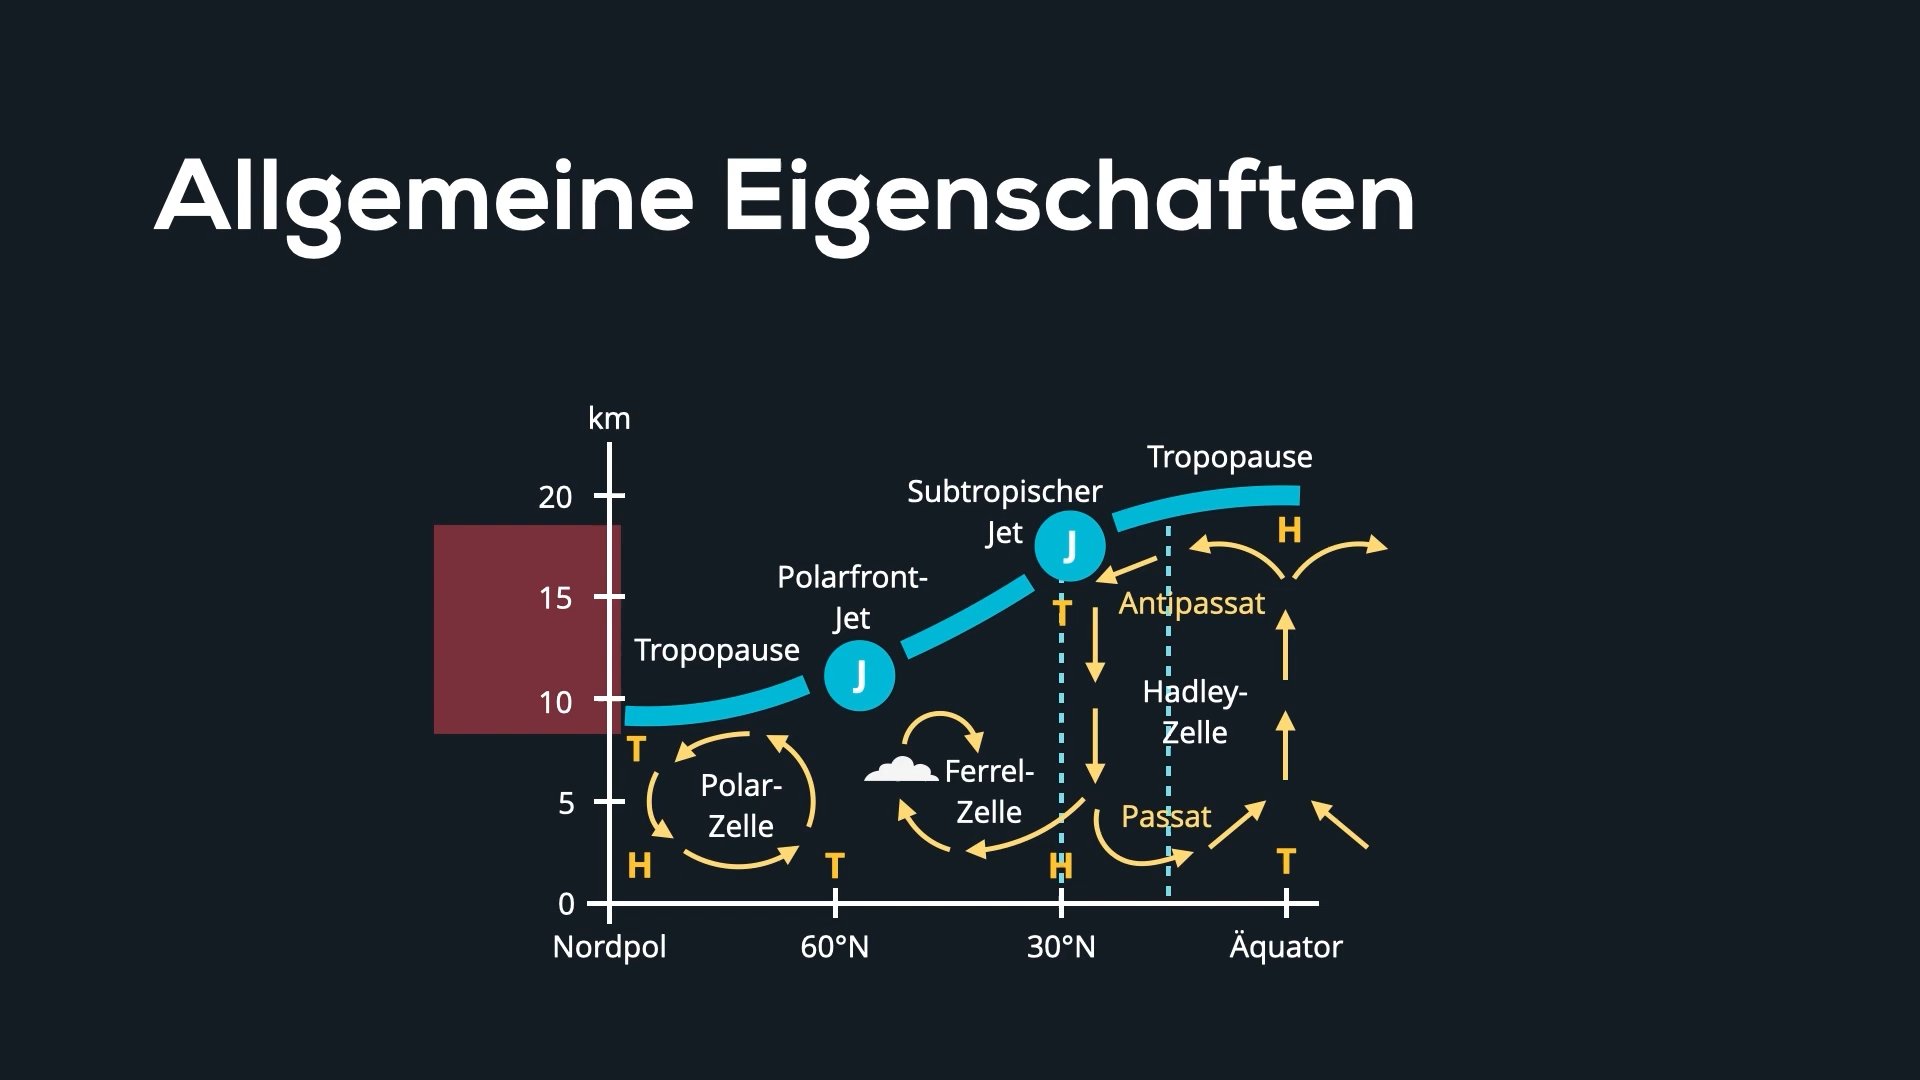 Allgemeine Eigenschaften
km
20
15
10
5
0
Tropopause
Subtropischer
Jet
J
H
Polarfront-
Jet
J
T
Antipassat
Tropopause
T
Hadley-
Zelle
Polar-
Zelle
Ferrel-
Zelle
Passat
H
T
H
T
Nordpol
60°N
30°N
Äquator